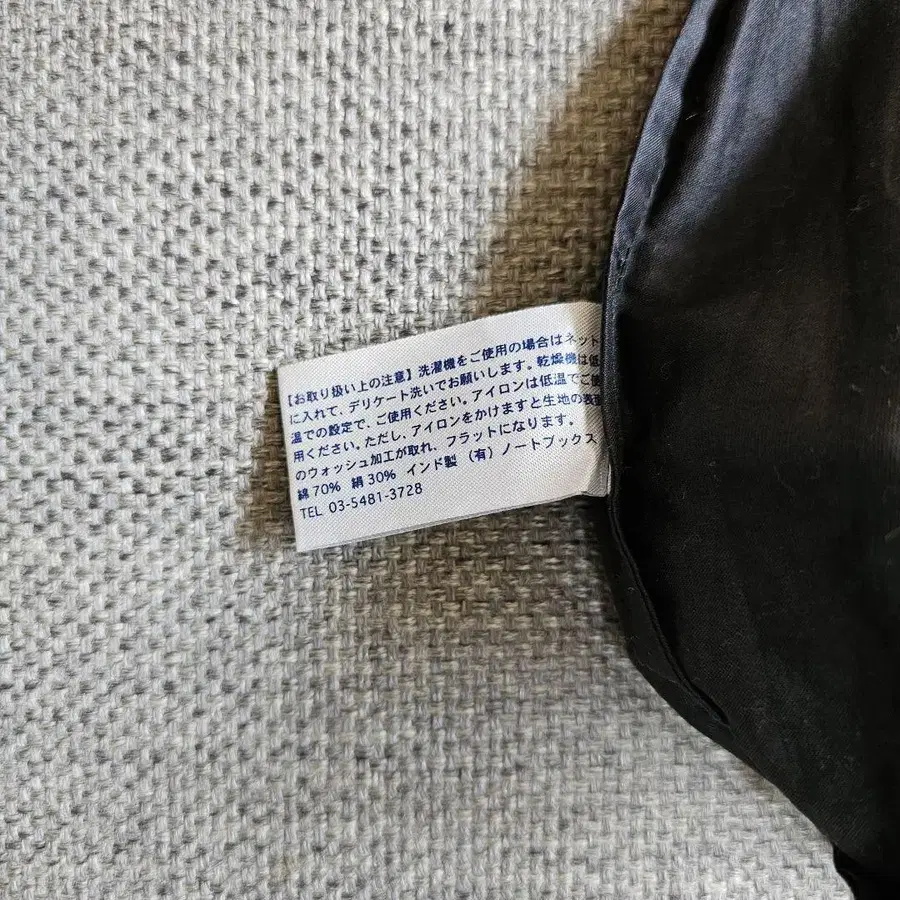 【お取り扱い上の注意】洗濯機をご使用の場合はネット
に入れて、デリケート洗いでお願いします。乾燥機は低
温での設定で、ご使用ください。アイロンは低温でご使
用ください。ただし、アイロンをかけますと生地の表面
のウォッシュ加工が取れ、フラットになります。
綿70% 絹30% インド製 （有）ノートブックス
TEL 03-5481-3728